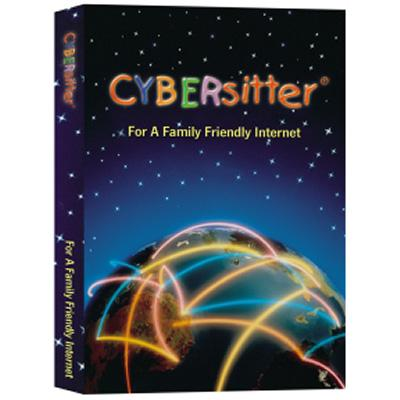 CYBERsitter®
For A Family Friendly Internet
CYBERsitter
For A Family Friendly Internet